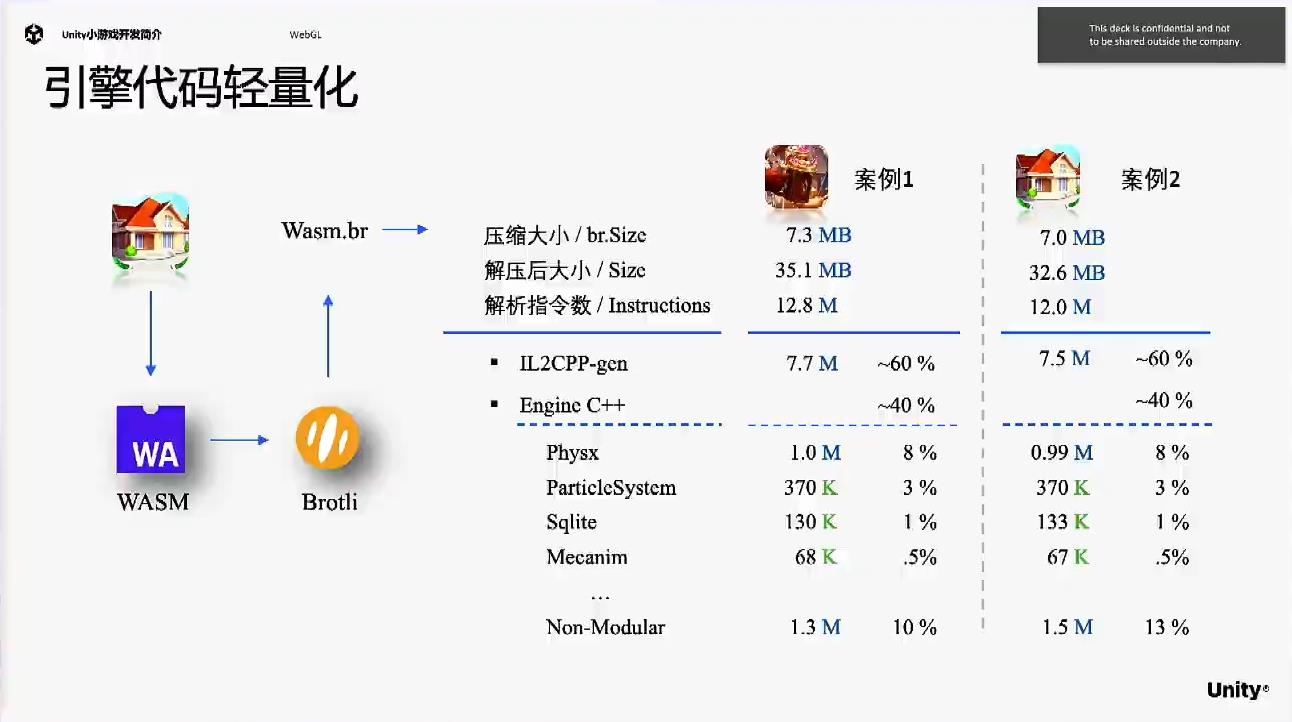 Unity小游戏开发简介 WebGL
This deck is confidential and not
to be shared outside the company.
引擎代码轻量化
案例1 案例2
Wasm.br
压缩大小 / br.Size 7.3 MB 7.0 MB
解压后大小 / Size 35.1 MB 32.6 MB
解析指令数 / Instructions 12.8 M 12.0 M
▪ IL2CPP-gen 7.7 M ~60 % 7.5 M ~60 %
▪ Engine C++ ~40 % ~40 %
WA
WASM
Brotli
Physx 1.0 M 8 % 0.99 M 8 %
ParticleSystem 370 K 3 % 370 K 3 %
Sqlite 130 K 1 % 133 K 1 %
Mecanim 68 K .5% 67 K .5%
...
Non-Modular 1.3 M 10 % 1.5 M 13 %
Unity®